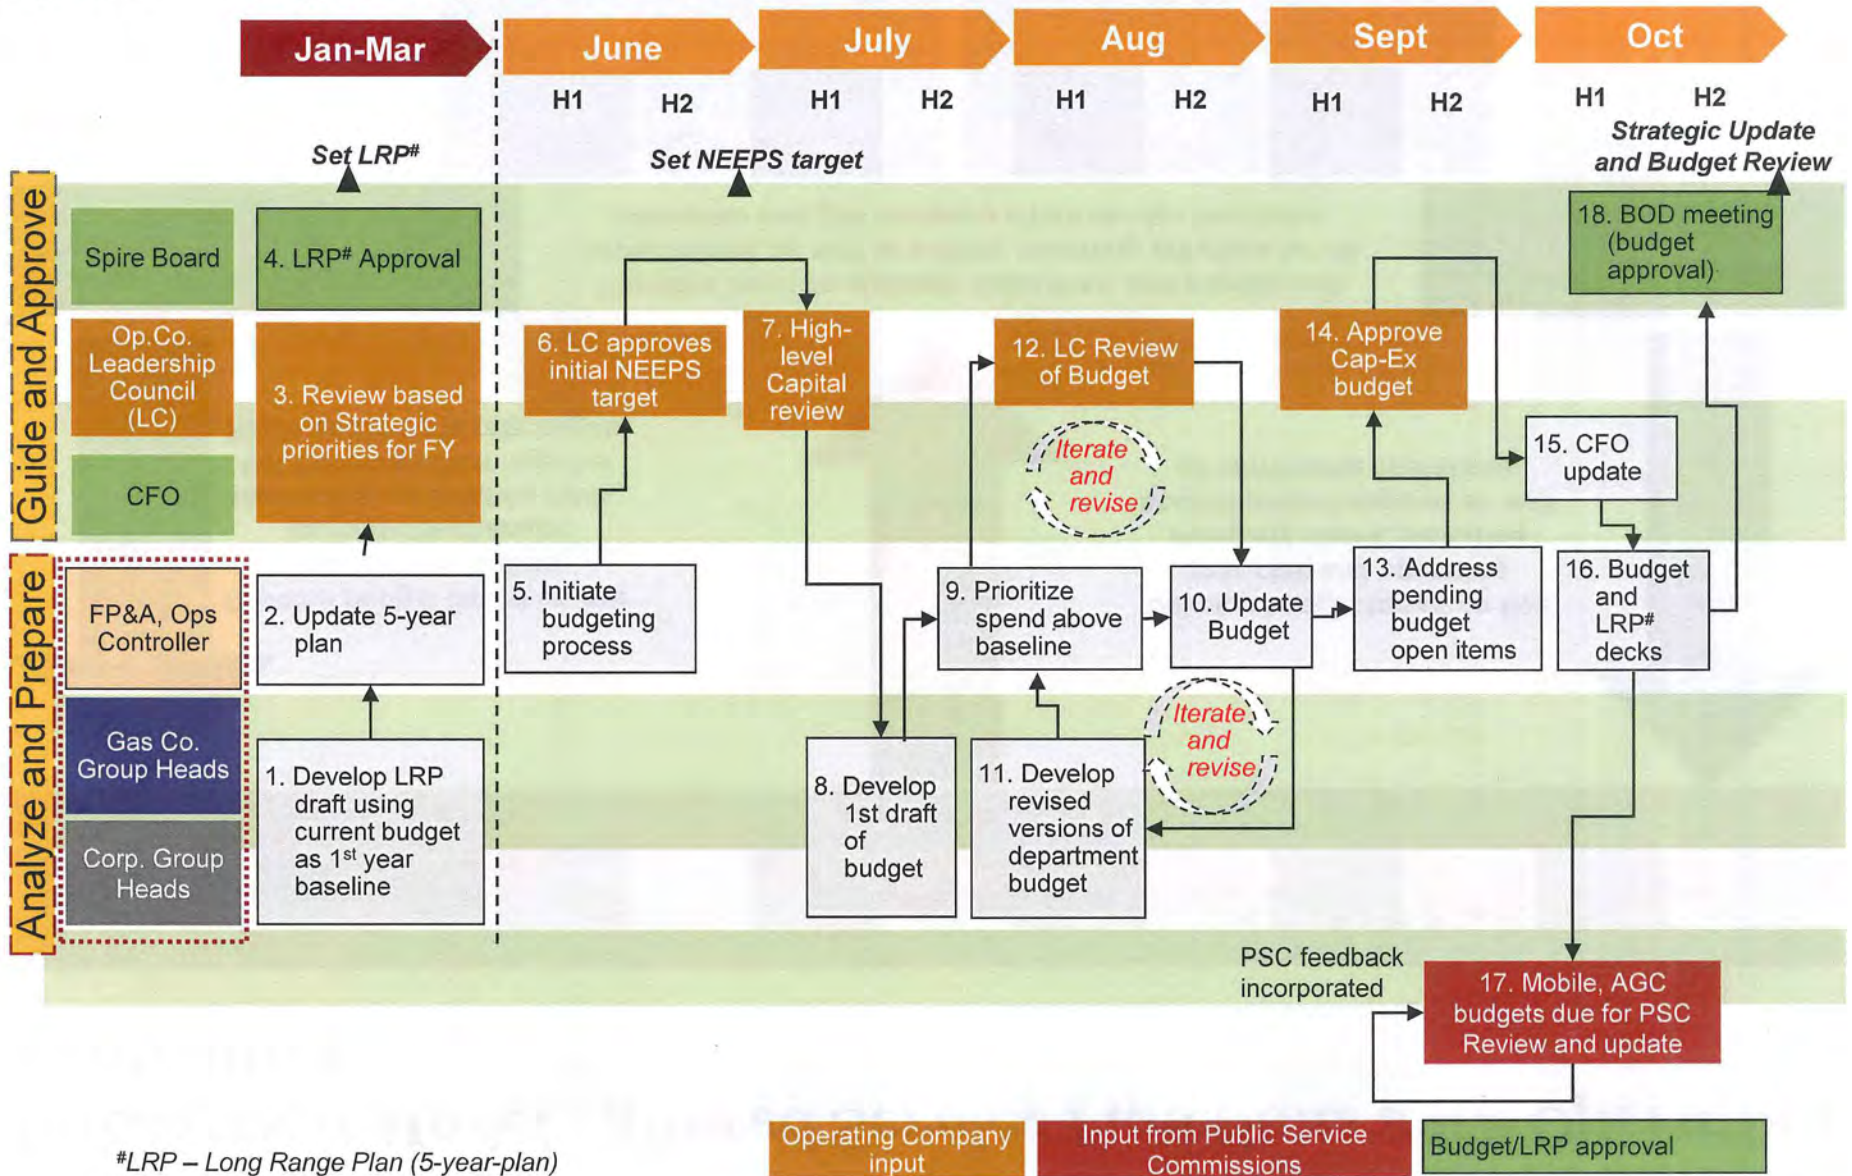 Jan-Mar
June
July
Aug
Sept
Oct
H1
H2
H1
H2
H1
H2
H1
H2
H1
H2
Set LRP#
Set NEEPS target
Strategic Update
and Budget Review
Guide and Approve
Spire Board
4. LRP# Approval
18. BOD meeting
(budget
approval)
Op.Co.
Leadership
Council
(LC)
CFO
3. Review based
on Strategic
priorities for FY
6. LC approves
initial NEEPS
target
7. High-
level
Capital
review
12. LC Review
of Budget
14. Approve
Cap-Ex
budget
Iterate
and
revise
15. CFO
update
Analyze and Prepare
FP&A, Ops
Controller
2. Update 5-year
plan
5. Initiate
budgeting
process
9. Prioritize
spend above
baseline
10. Update
Budget
13. Address
pending
budget
open items
16. Budget
and
LRP#
decks
Gas Co.
Group Heads
Corp. Group
Heads
1. Develop LRP
draft using
current budget
as 1st year
baseline
8. Develop
1st draft
of
budget
11. Develop
revised
versions of
department
budget
Iterate
and
revise
PSC feedback
incorporated
17. Mobile, AGC
budgets due for PSC
Review and update
#LRP – Long Range Plan (5-year-plan)
Operating Company
input
Input from Public Service
Commissions
Budget/LRP approval